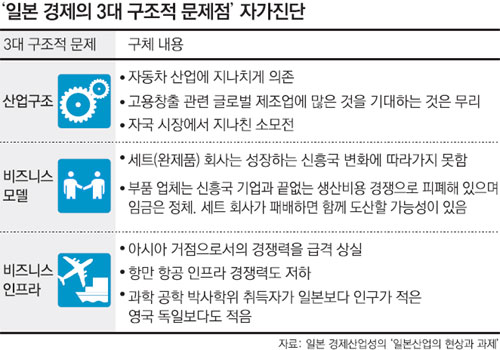 ‘일본 경제의 3대 구조적 문제점’ 자가진단
3대 구조적 문제 구체 내용
산업구조
• 자동차 산업에 지나치게 의존
• 고용창출 관련 글로벌 제조업에 많은 것을 기대하는 것은 무리
• 자국 시장에서 지나친 소모전
비즈니스
모델
• 세트(완제품) 회사는 성장하는 신흥국 변화에 따라가지 못함
• 부품 업체는 신흥국 기업과 끝없는 생산비용 경쟁으로 피폐해 있으며
임금은 정체. 세트 회사가 패배하면 함께 도산할 가능성이 있음
비즈니스
인프라
• 아시아 거점으로서의 경쟁력을 급격 상실
• 항만 항공 인프라 경쟁력도 저하
• 과학 공학 박사학위 취득자가 일본보다 인구가 적은
영국 독일보다도 적음
자료: 일본 경제산업성의 ‘일본산업의 현상과 과제’